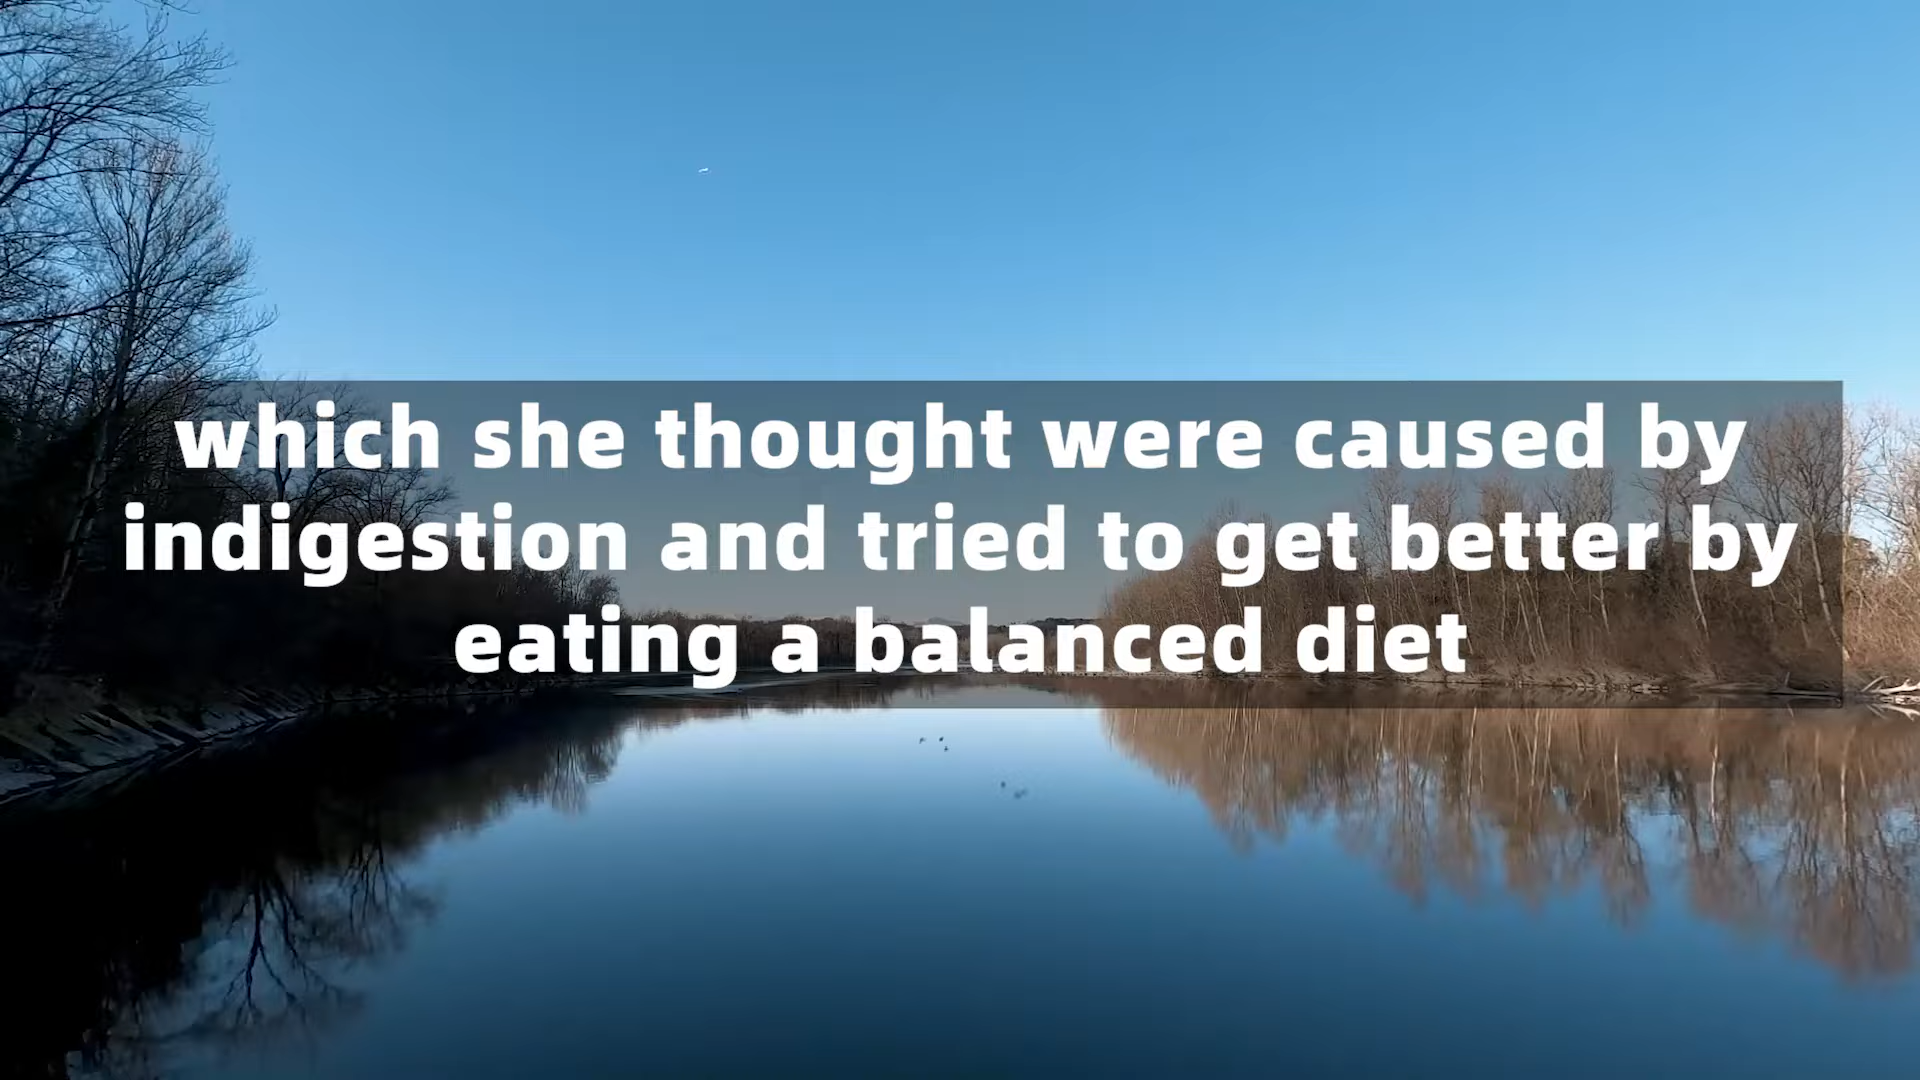 which she thought were caused by
indigestion and tried to get better by
eating a balanced diet